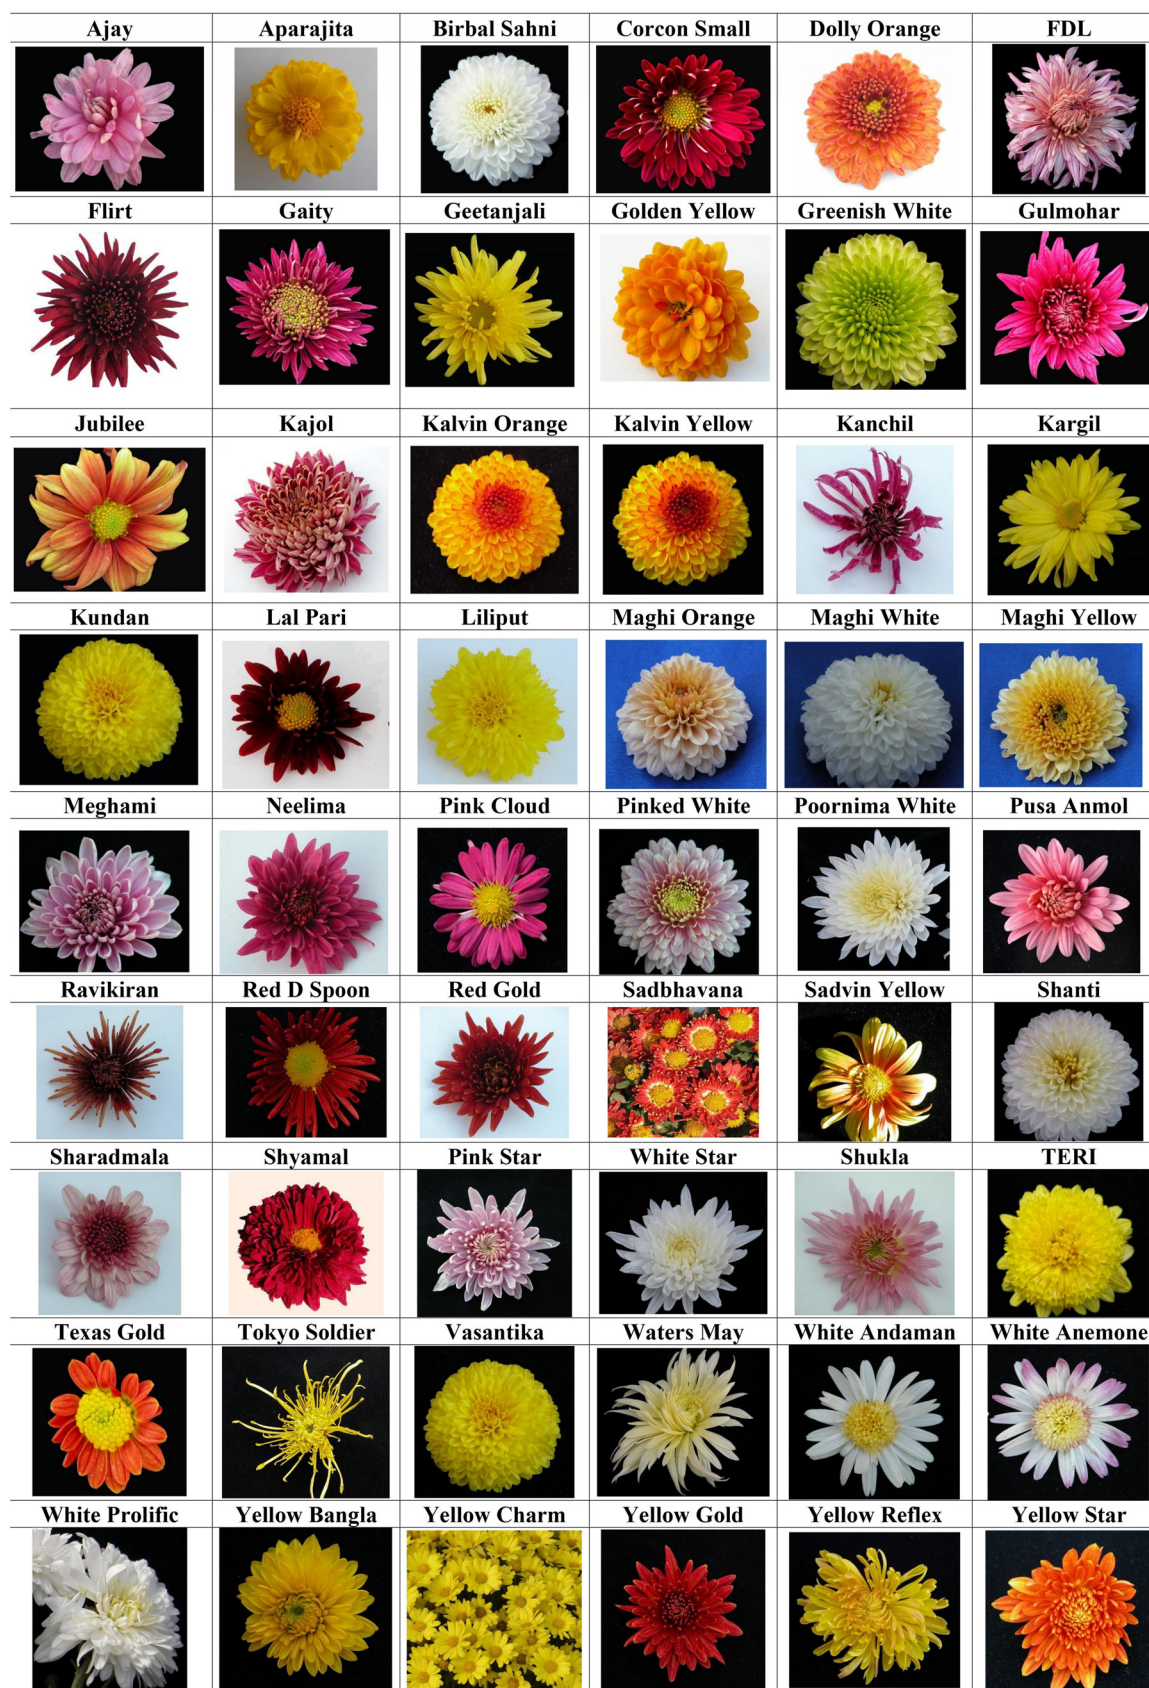 Ajay Aparajita Birbal Sahni Corcon Small Dolly Orange FDL
Flirt Gaity Geetanjali Golden Yellow Greenish White Gulmohar
Jubilee Kajol Kalvin Orange Kalvin Yellow Kanchil Kargil
Kundan Lal Pari Liliput Maghi Orange Maghi White Maghi Yellow
Meghami Neelima Pink Cloud Pinked White Poornima White Pusa Anmol
Ravikiran Red D Spoon Red Gold Sadbhavana Sadvin Yellow Shanti
Sharadmala Shyamal Pink Star White Star Shukla TERI
Texas Gold Tokyo Soldier Vasantika Waters May White Andaman White Anemone
White Prolific Yellow Bangla Yellow Charm Yellow Gold Yellow Reflex Yellow Star